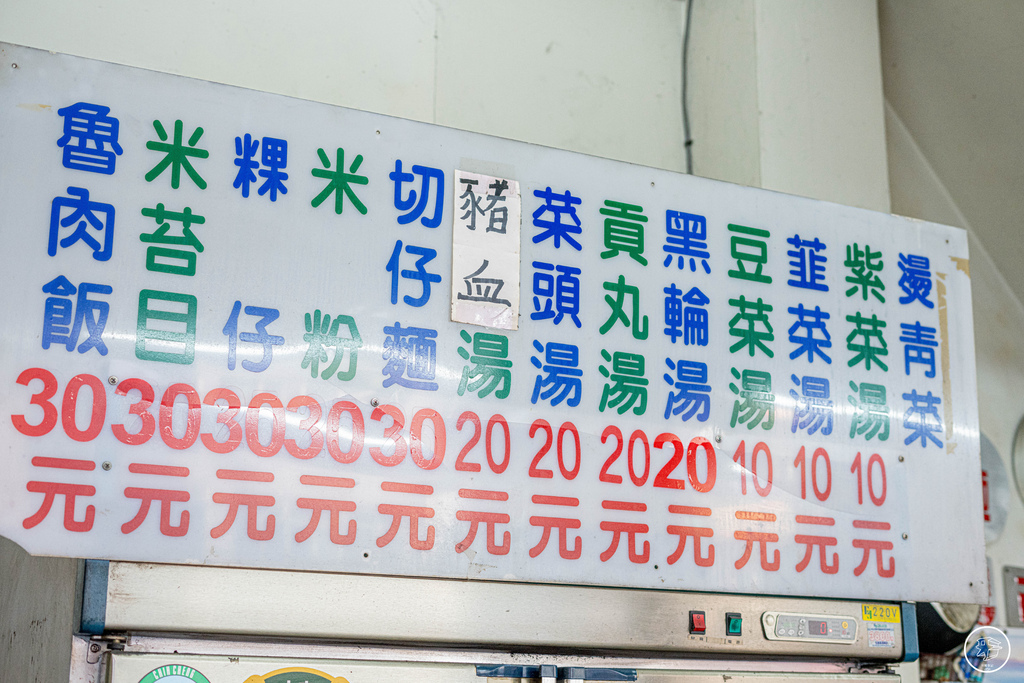 魯肉飯 30元
米苔目 30元
粿仔 30元
米粉 30元
切仔麵 30元
豬血湯 20元
菜頭湯 20元
貢丸湯 20元
黑輪湯 20元
豆菜湯 10元
韮菜湯 10元
紫菜湯 10元
燙青菜
220V